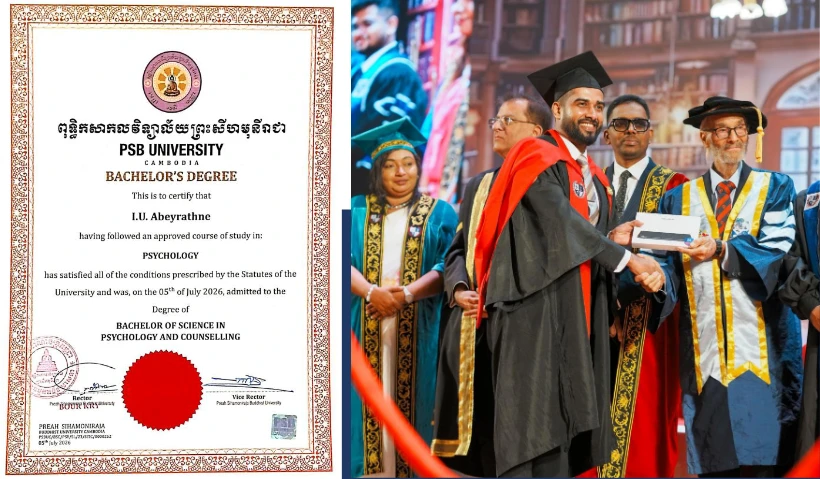 ពុទ្ធិកសាកលវិទ្យាល័យព្រះសីហមុនីរាជា
PSB UNIVERSITY
CAMBODIA
BACHELOR'S DEGREE
This is to certify that
I.U. Abeyrathne
having followed an approved course of study in:
PSYCHOLOGY
has satisfied all of the conditions prescribed by the Statutes of the
University and was, on the 05th of July 2026, admitted to the
Degree of
BACHELOR OF SCIENCE IN
PSYCHOLOGY AND COUNSELLING
Rector
Vice Rector
Preah Sihamoniraja Buddhist University
PREAH SIHAMONIRAJA
BUDDHIST UNIVERSITY CAMBODIA
05th July 2026